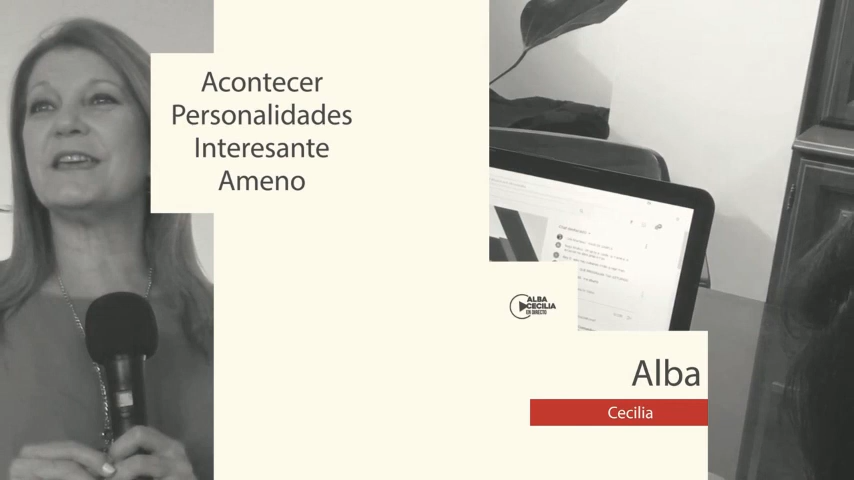 Acontecer
Personalidades
Interesante
Ameno
ALBA
CECILIA
EN DIRECTO
Alba
Cecilia